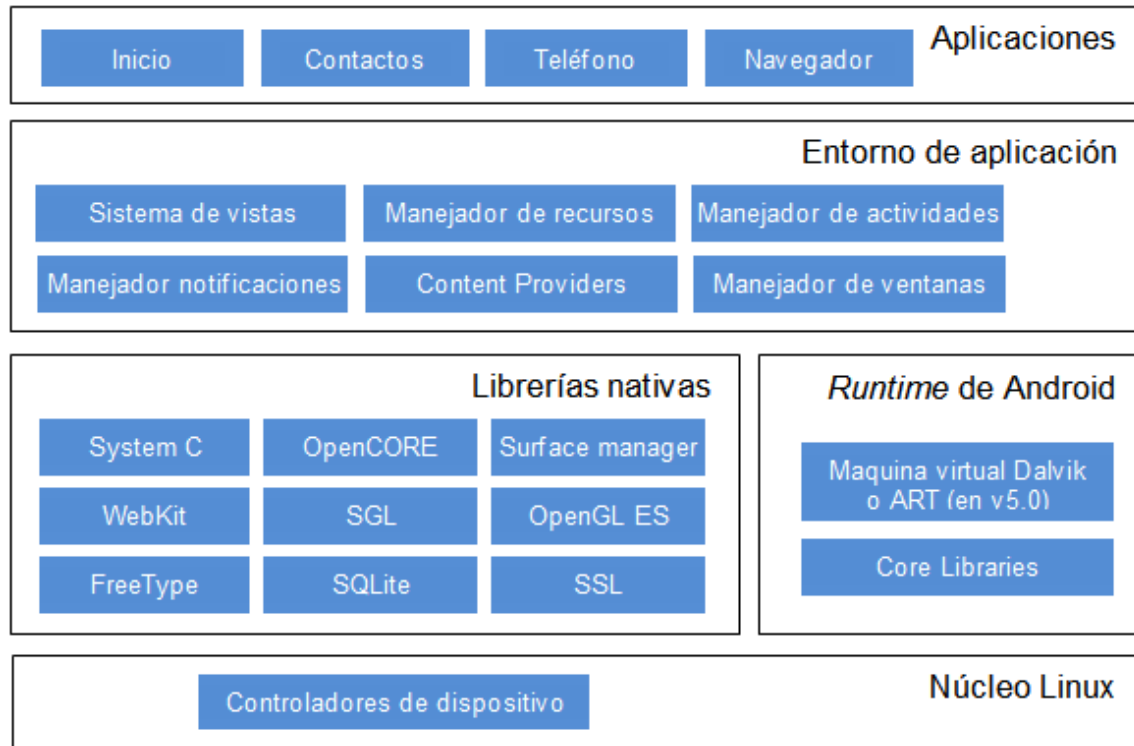 Aplicaciones
Inicio
Contactos
Teléfono
Navegador
Entorno de aplicación
Sistema de vistas
Manejador de recursos
Manejador de actividades
Manejador notificaciones
Content Providers
Manejador de ventanas
Librerías nativas
System C
OpenCORE
Surface manager
WebKit
SGL
OpenGL ES
FreeType
SQLite
SSL
Runtime de Android
Maquina virtual Dalvik
o ART (en v5.0)
Core Libraries
Núcleo Linux
Controladores de dispositivo